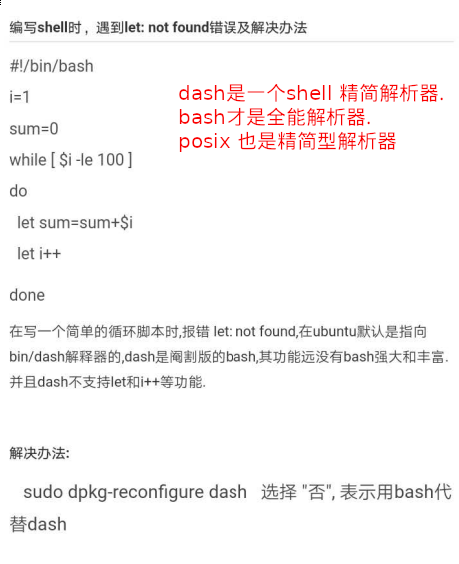 编写shell时，遇到let: not found错误及解决办法
#!/bin/bash
i=1
sum=0
while [ $i -le 100 ]
do
let sum=sum+$i
let i++
done
dash是一个shell 精简解析器.
bash才是全能解析器.
posix 也是精简型解析器
在写一个简单的循环脚本时,报错 let: not found,在ubuntu默认是指向
bin/dash解释器的,dash是阉割版的bash,其功能远没有bash强大和丰富.
并且dash不支持let和i++等功能.
解决办法:
sudo dpkg-reconfigure dash 选择 "否", 表示用bash代
替dash